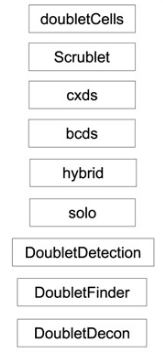 doubletCells
Scrublet
cxds
bcds
hybrid
solo
DoubletDetection
DoubletFinder
DoubletDecon